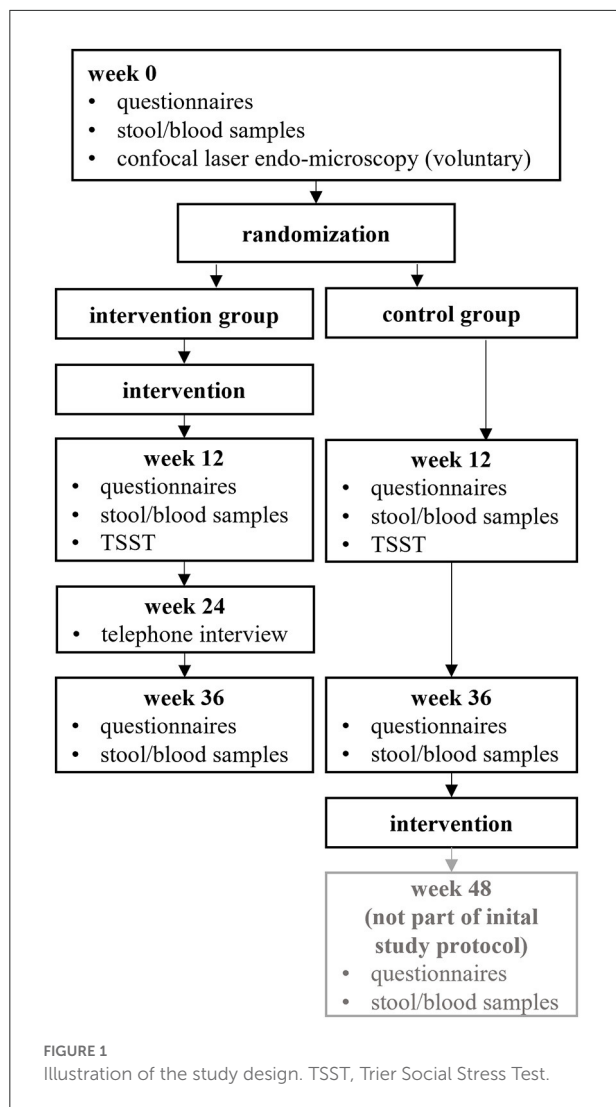 week 0
• questionnaires
• stool/blood samples
• confocal laser endo-microscopy (voluntary)
randomization
intervention group
control group
intervention
week 12
• questionnaires
• stool/blood samples
• TSST
week 12
• questionnaires
• stool/blood samples
• TSST
week 24
• telephone interview
week 36
• questionnaires
• stool/blood samples
week 36
• questionnaires
• stool/blood samples
intervention
week 48
(not part of inital
study protocol)
• questionnaires
• stool/blood samples
FIGURE 1
Illustration of the study design. TSST, Trier Social Stress Test.